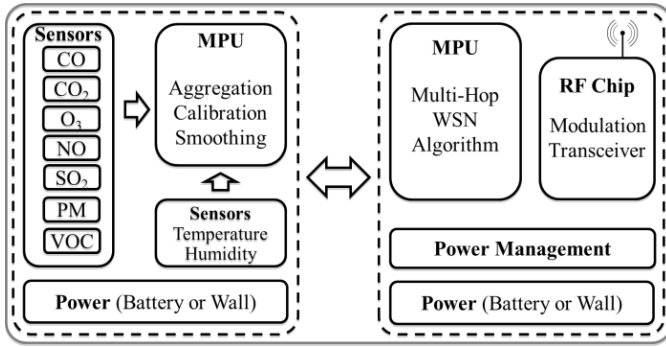 Sensors
CO
CO₂
O₃
NO
SO₂
PM
VOC
MPU
Aggregation
Calibration
Smoothing
Sensors
Temperature
Humidity
Power (Battery or Wall)
MPU
Multi-Hop
WSN
Algorithm
RF Chip
Modulation
Transceiver
Power Management
Power (Battery or Wall)